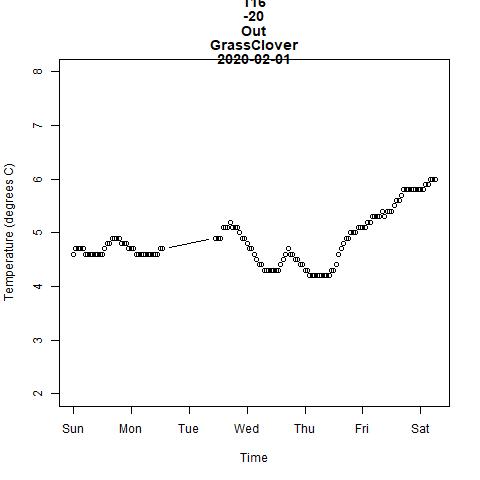 116
-20
Out
GrassClover
2020-02-01
Temperature (degrees C)
8
7
6
5
4
3
2
Sun Mon Tue Wed Thu Fri Sat
Time